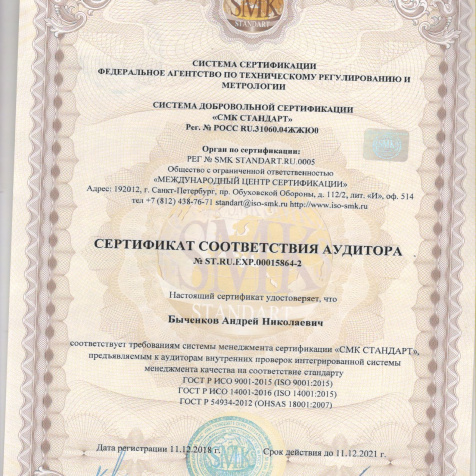 SMK
STANDART
СИСТЕМА СЕРТИФИКАЦИИ
ФЕДЕРАЛЬНОЕ АГЕНТСТВО ПО ТЕХНИЧЕСКОМУ РЕГУЛИРОВАНИЮ И
МЕТРОЛОГИИ
СИСТЕМА ДОБРОВОЛЬНОЙ СЕРТИФИКАЦИИ
«СМК СТАНДАРТ»
Рег. № РОСС RU.31060.04ЖЖЮ0
Орган по сертификации:
РЕГ № SMK STANDART.RU.0005
Общество с ограниченной ответственностью
«МЕЖДУНАРОДНЫЙ ЦЕНТР СЕРТИФИКАЦИИ»
Адрес: 192012, г. Санкт-Петербург, пр. Обуховской Обороны, д. 112/2, лит. «И», оф. 514
тел +7 (812) 438-76-71 standart@iso-smk.ru http://www.iso-smk.ru
СЕРТИФИКАТ СООТВЕТСТВИЯ АУДИТОРА
№ ST.RU.EXP.00015864-2
Настоящий сертификат удостоверяет, что
Быченков Андрей Николаевич
соответствует требованиям системы менеджмента сертификации «СМК СТАНДАРТ»,
предъявляемым к аудиторам внутренних проверок интегрированной системы
менеджмента качества на соответствие стандарту
ГОСТ Р ИСО 9001-2015 (ISO 9001:2015)
ГОСТ Р ИСО 14001-2016 (ISO 14001:2015)
ГОСТ Р 54934-2012 (OHSAS 18001:2007)
Дата регистрации 11.12.2018 г.
Срок действия до 11.12.2021 г.
SMK